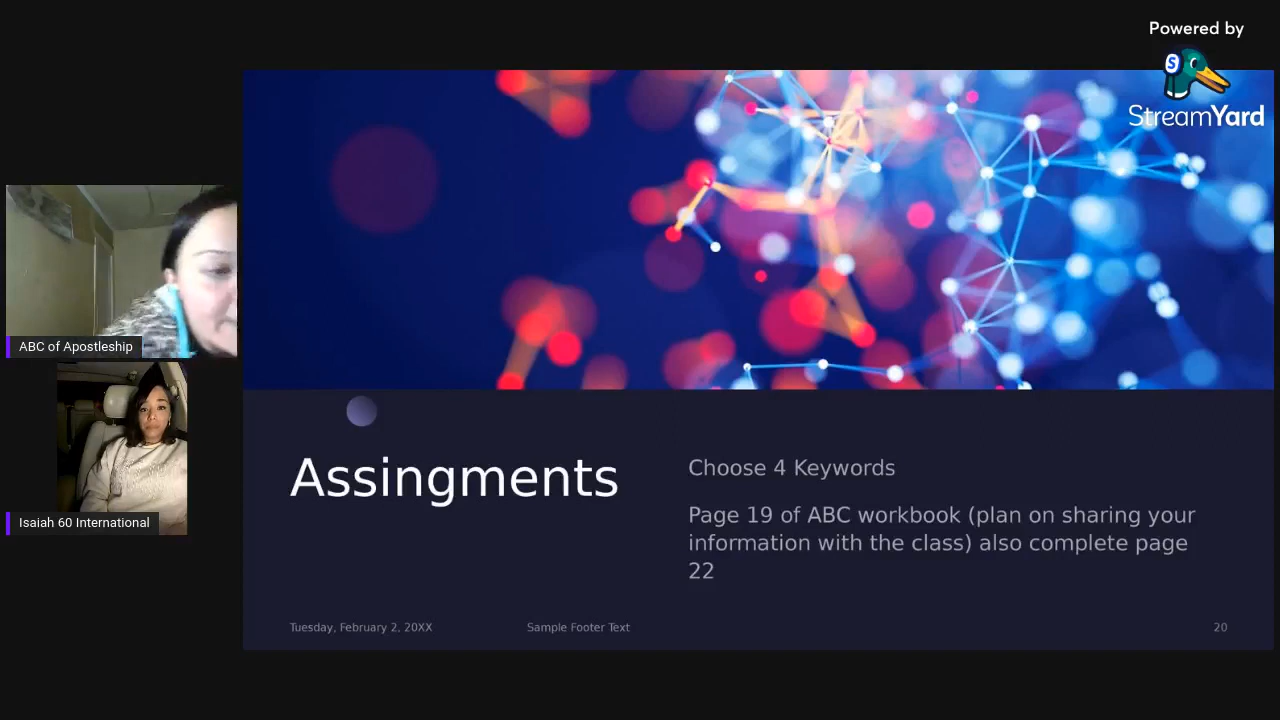 Powered by
S
StreamYard
ABC of Apostleship
Isaiah 60 International
Assingments
Choose 4 Keywords
Page 19 of ABC workbook (plan on sharing your
information with the class) also complete page
22
Tuesday, February 2, 20XX
Sample Footer Text
20